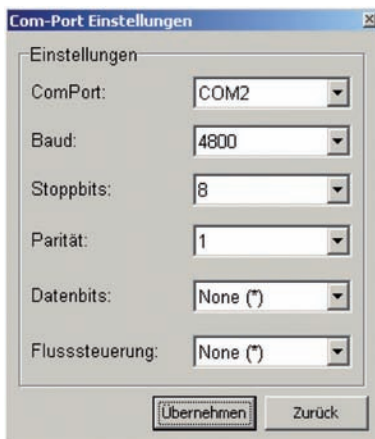 Com-Port Einstellungen
Einstellungen
ComPort: COM2
Baud: 4800
Stoppbits: 8
Parität: 1
Datenbits: None (*)
Flusssteuerung: None (*)
Übernehmen Zurück